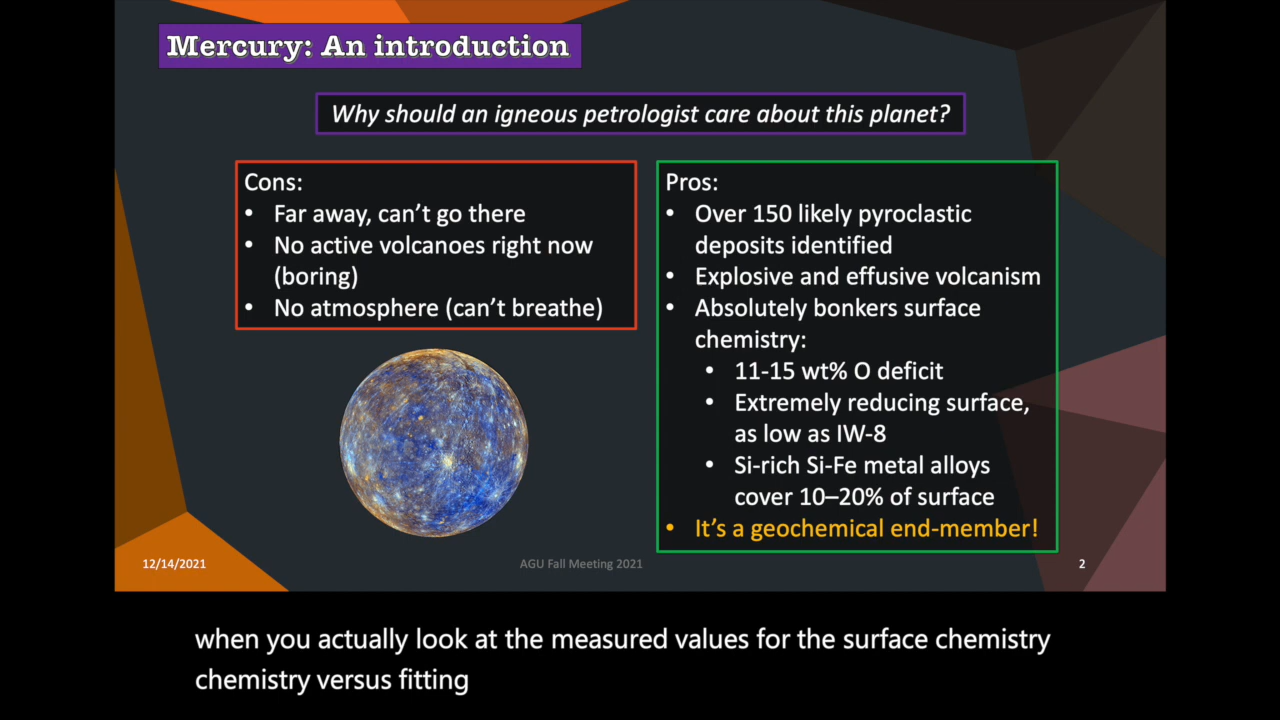 Mercury: An introduction
Why should an igneous petrologist care about this planet?
Cons:
• Far away, can't go there
• No active volcanoes right now
(boring)
• No atmosphere (can't breathe)
Pros:
• Over 150 likely pyroclastic
deposits identified
• Explosive and effusive volcanism
• Absolutely bonkers surface
chemistry:
• 11-15 wt% O deficit
• Extremely reducing surface,
as low as IW-8
• Si-rich Si-Fe metal alloys
cover 10–20% of surface
• It's a geochemical end-member!
12/14/2021
AGU Fall Meeting 2021
2
when you actually look at the measured values for the surface chemistry
chemistry versus fitting